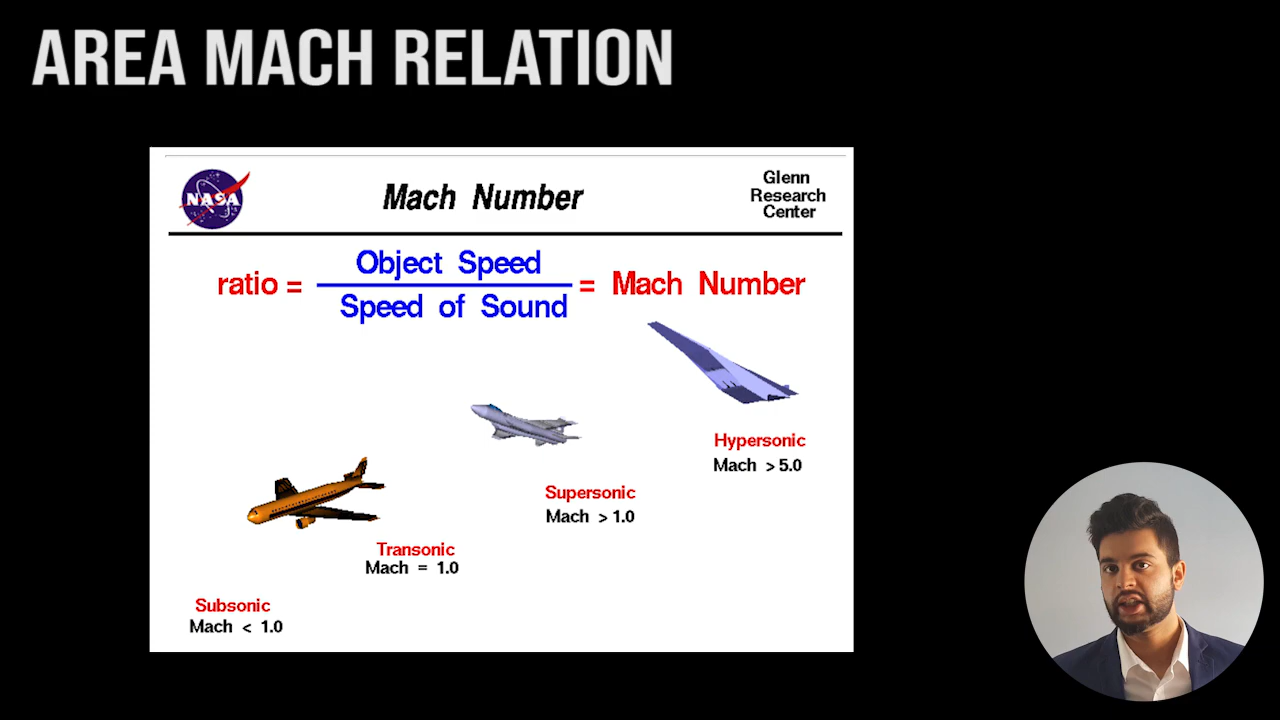 AREA MACH RELATION
NASA
Mach Number
Glenn
Research
Center
ratio = Object Speed = Mach Number
Speed of Sound
Hypersonic
Mach > 5.0
Supersonic
Mach > 1.0
Transonic
Mach = 1.0
Subsonic
Mach < 1.0